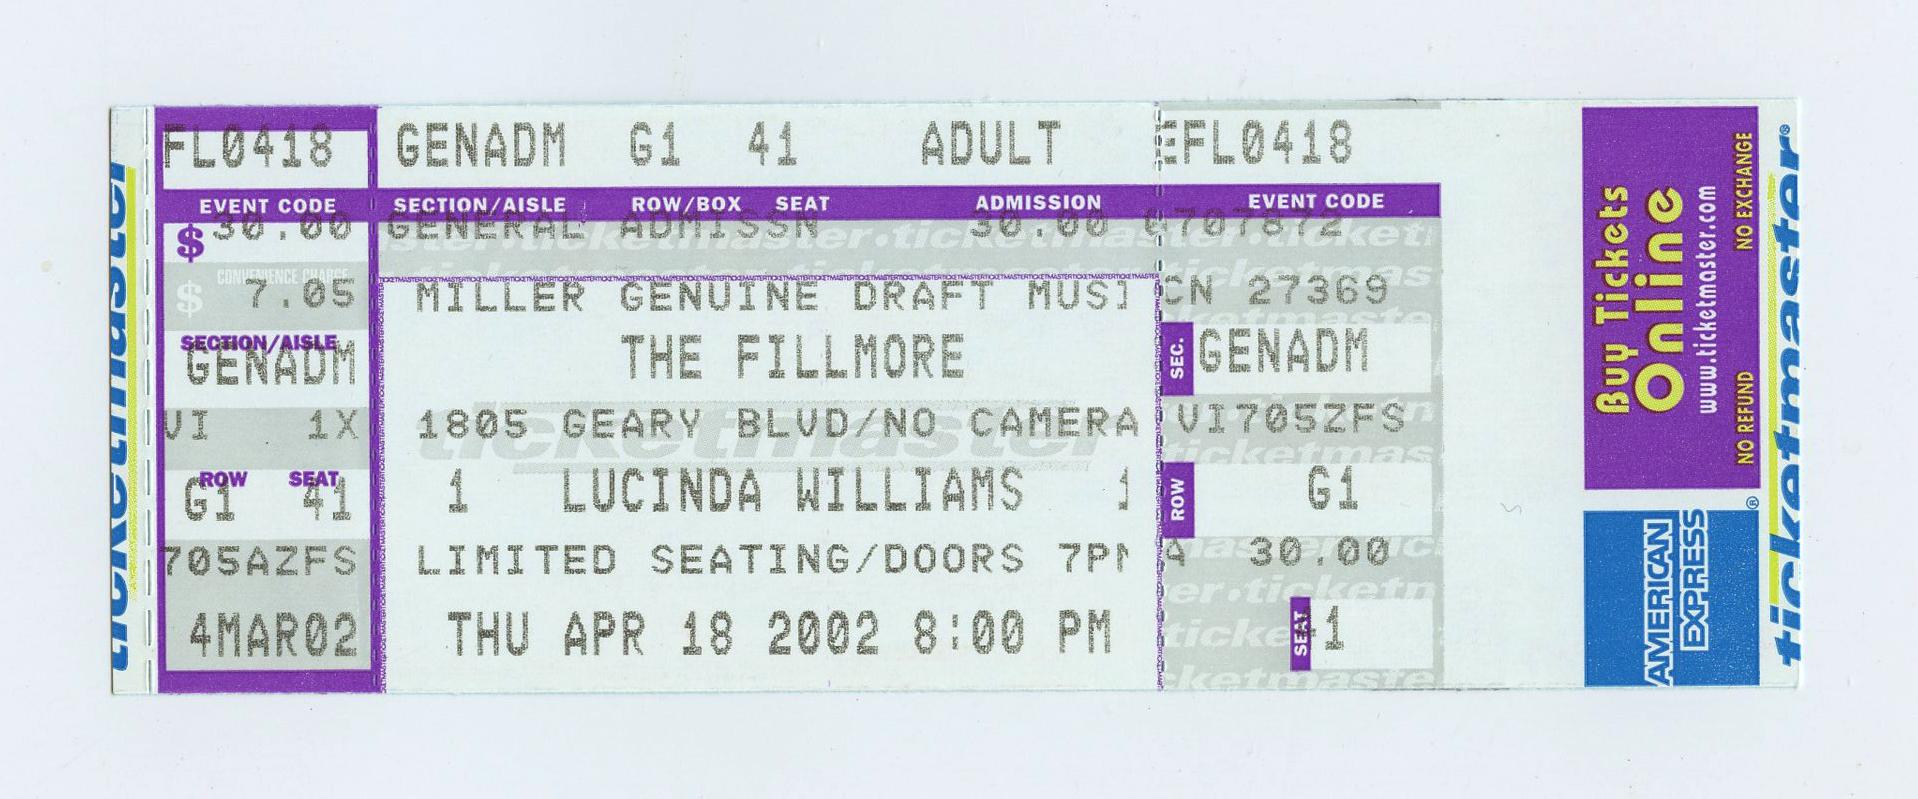 ticketmaster
FL0418
EVENT CODE
$ 30.00
CONVENIENCE CHARGE
$ 7.05
SECTION/AISLE
GENADM
VI 1X
ROW SEAT
G1 41
705AZFS
4MAR02
GENADM G1 41 ADULT
SECTION/AISLE ROW/BOX SEAT ADMISSION
GENERAL ADMISSN 30.00
MILLER GENUINE DRAFT MUSI
THE FILLMORE
1805 GEARY BLVD/NO CAMERA
1 LUCINDA WILLIAMS 1
LIMITED SEATING/DOORS 7PM
THU APR 18 2002 8:00 PM
EFL0418
EVENT CODE
707872
CN 27369
SEC. GENADM
VI705ZFS
ROW G1
A 30.00
SEAT 41
Buy Tickets
Online
www.ticketmaster.com
NO REFUND NO EXCHANGE
AMERICAN
EXPRESS®
ticketmaster®